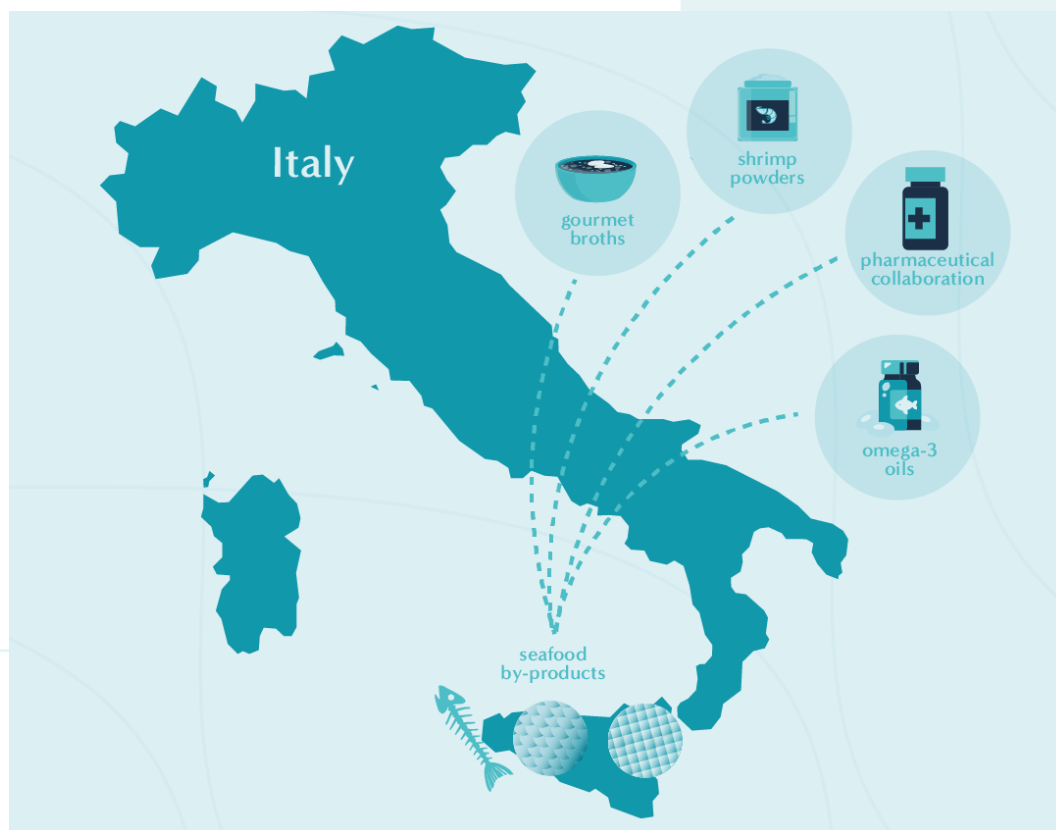 Italy
gourmet
broths
shrimp
powders
pharmaceutical
collaboration
omega-3
oils
seafood
by-products